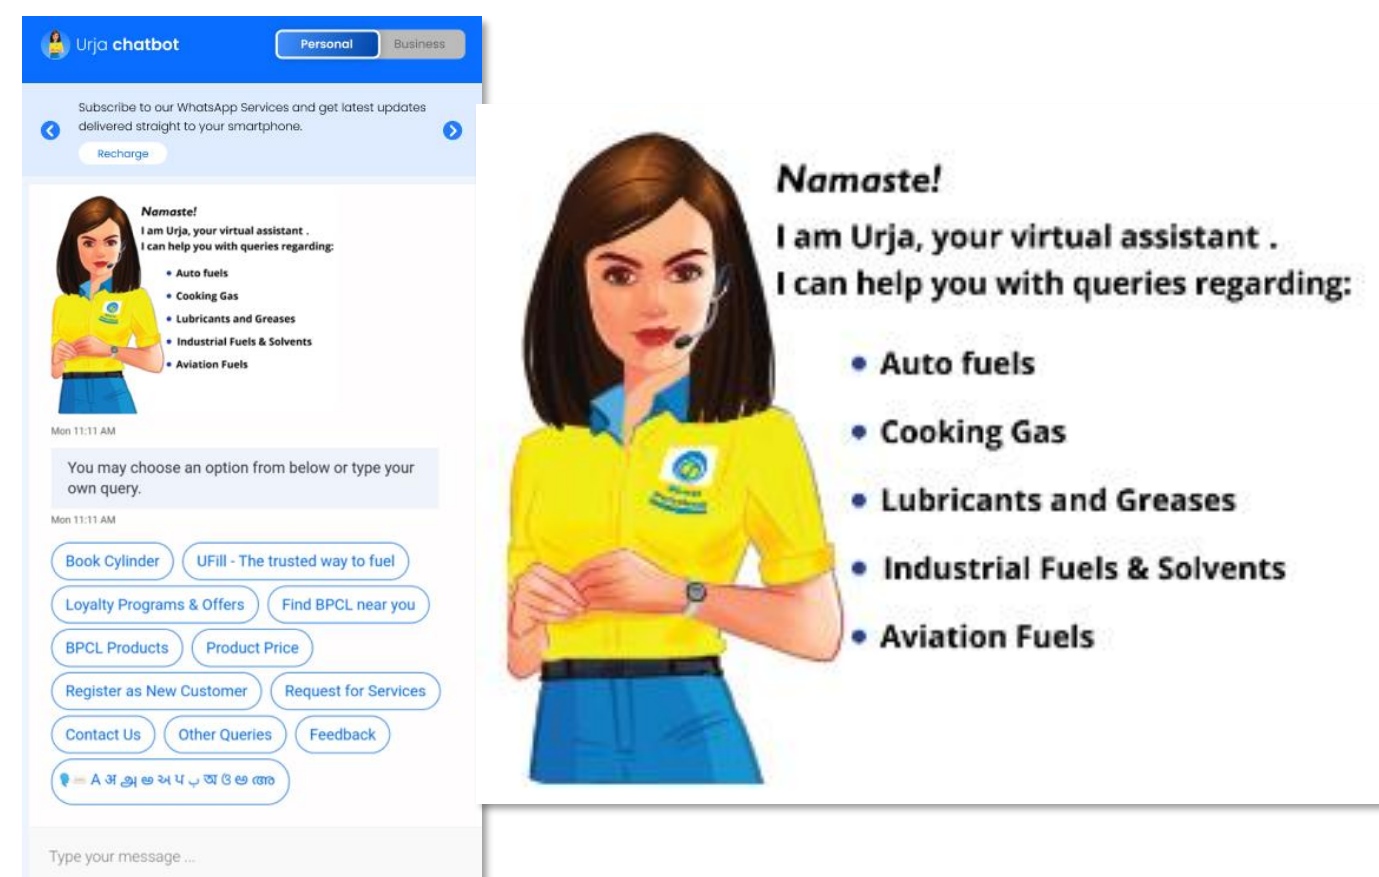 Urja chatbot
Personal
Business
Subscribe to our WhatsApp Services and get latest updates
delivered straight to your smartphone.
Recharge
Namaste!
I am Urja, your virtual assistant .
I can help you with queries regarding:
• Auto fuels
• Cooking Gas
• Lubricants and Greases
• Industrial Fuels & Solvents
• Aviation Fuels
Mon 11:11 AM
You may choose an option from below or type your
own query.
Mon 11:11 AM
Book Cylinder
UFill - The trusted way to fuel
Loyalty Programs & Offers
Find BPCL near you
BPCL Products
Product Price
Register as New Customer
Request for Services
Contact Us
Other Queries
Feedback
A अ அ ಅ અ ਪ ب অ ଓ అ അ
Type your message ...
Namaste!
I am Urja, your virtual assistant .
I can help you with queries regarding:
• Auto fuels
• Cooking Gas
• Lubricants and Greases
• Industrial Fuels & Solvents
• Aviation Fuels